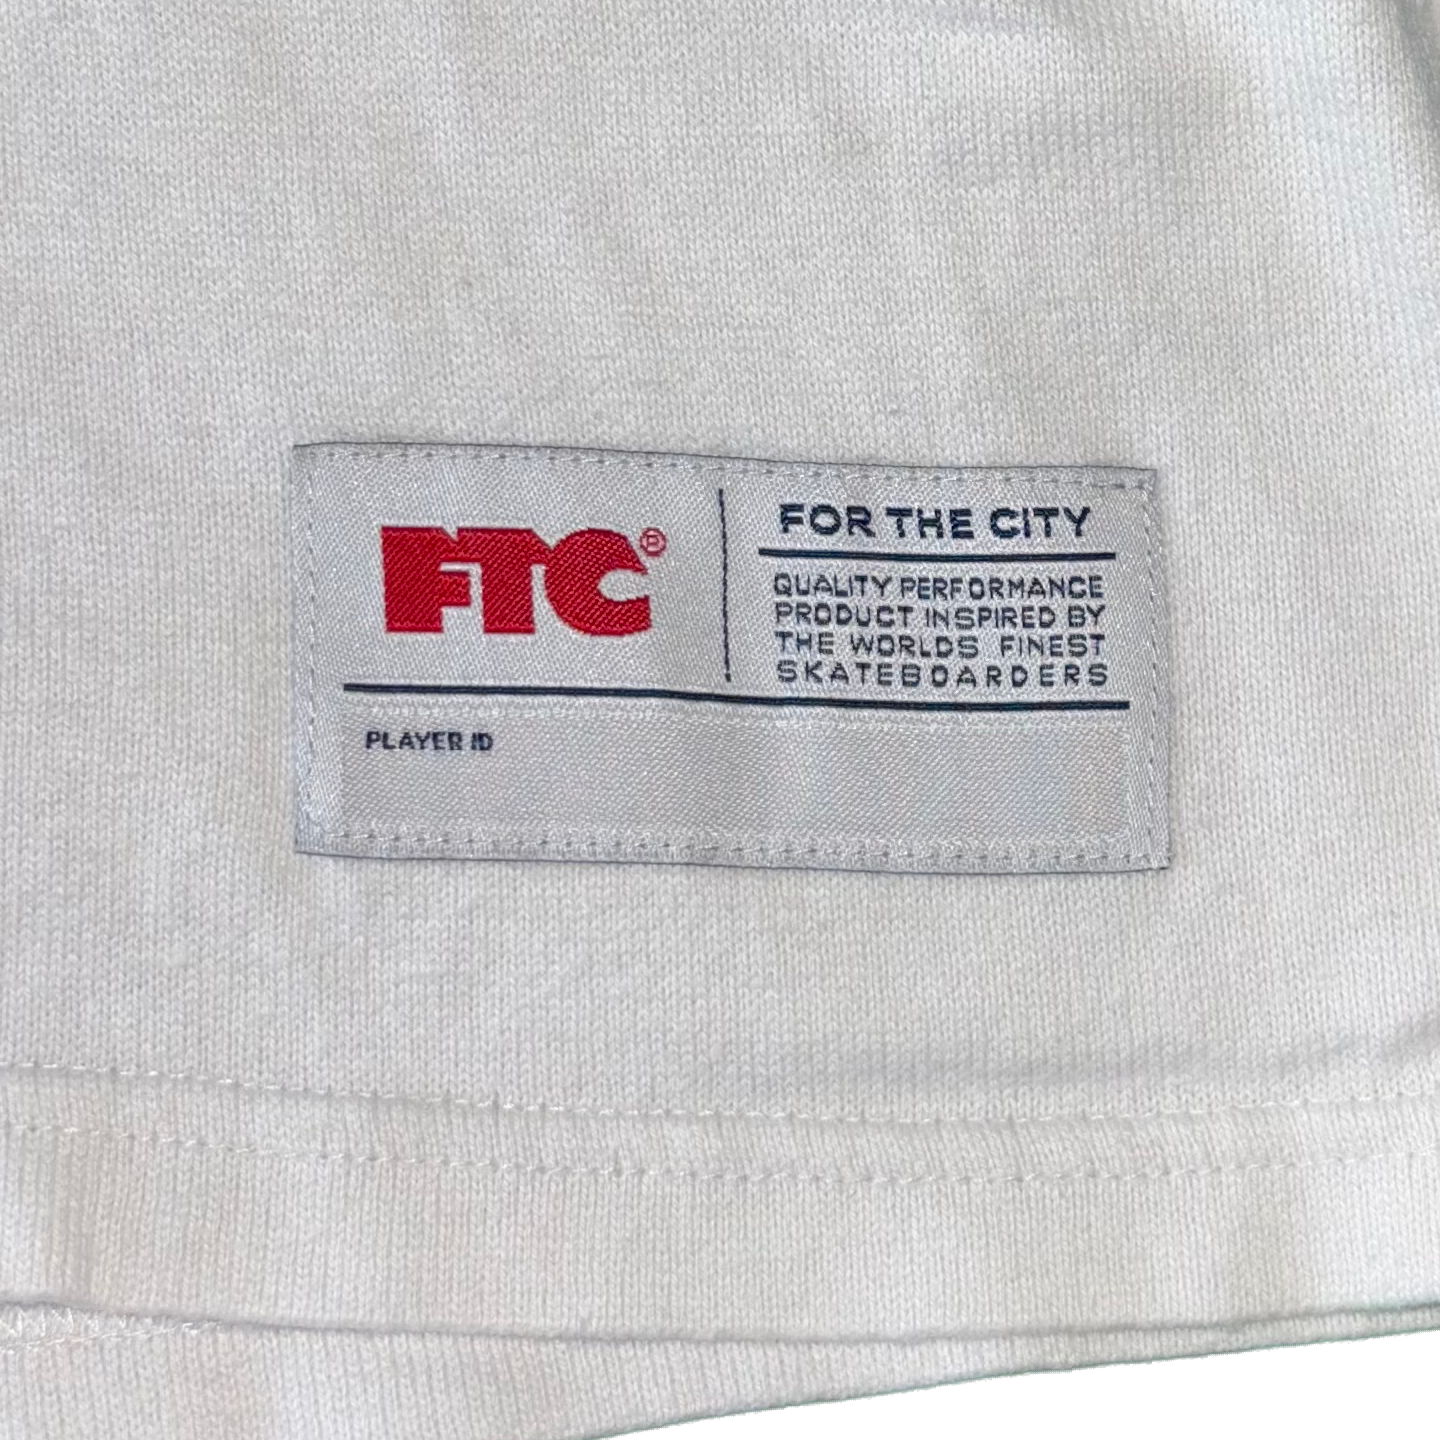 FTC®
FOR THE CITY
QUALITY PERFORMANCE
PRODUCT INSPIRED BY
THE WORLDS FINEST
SKATEBOARDERS
PLAYER ID